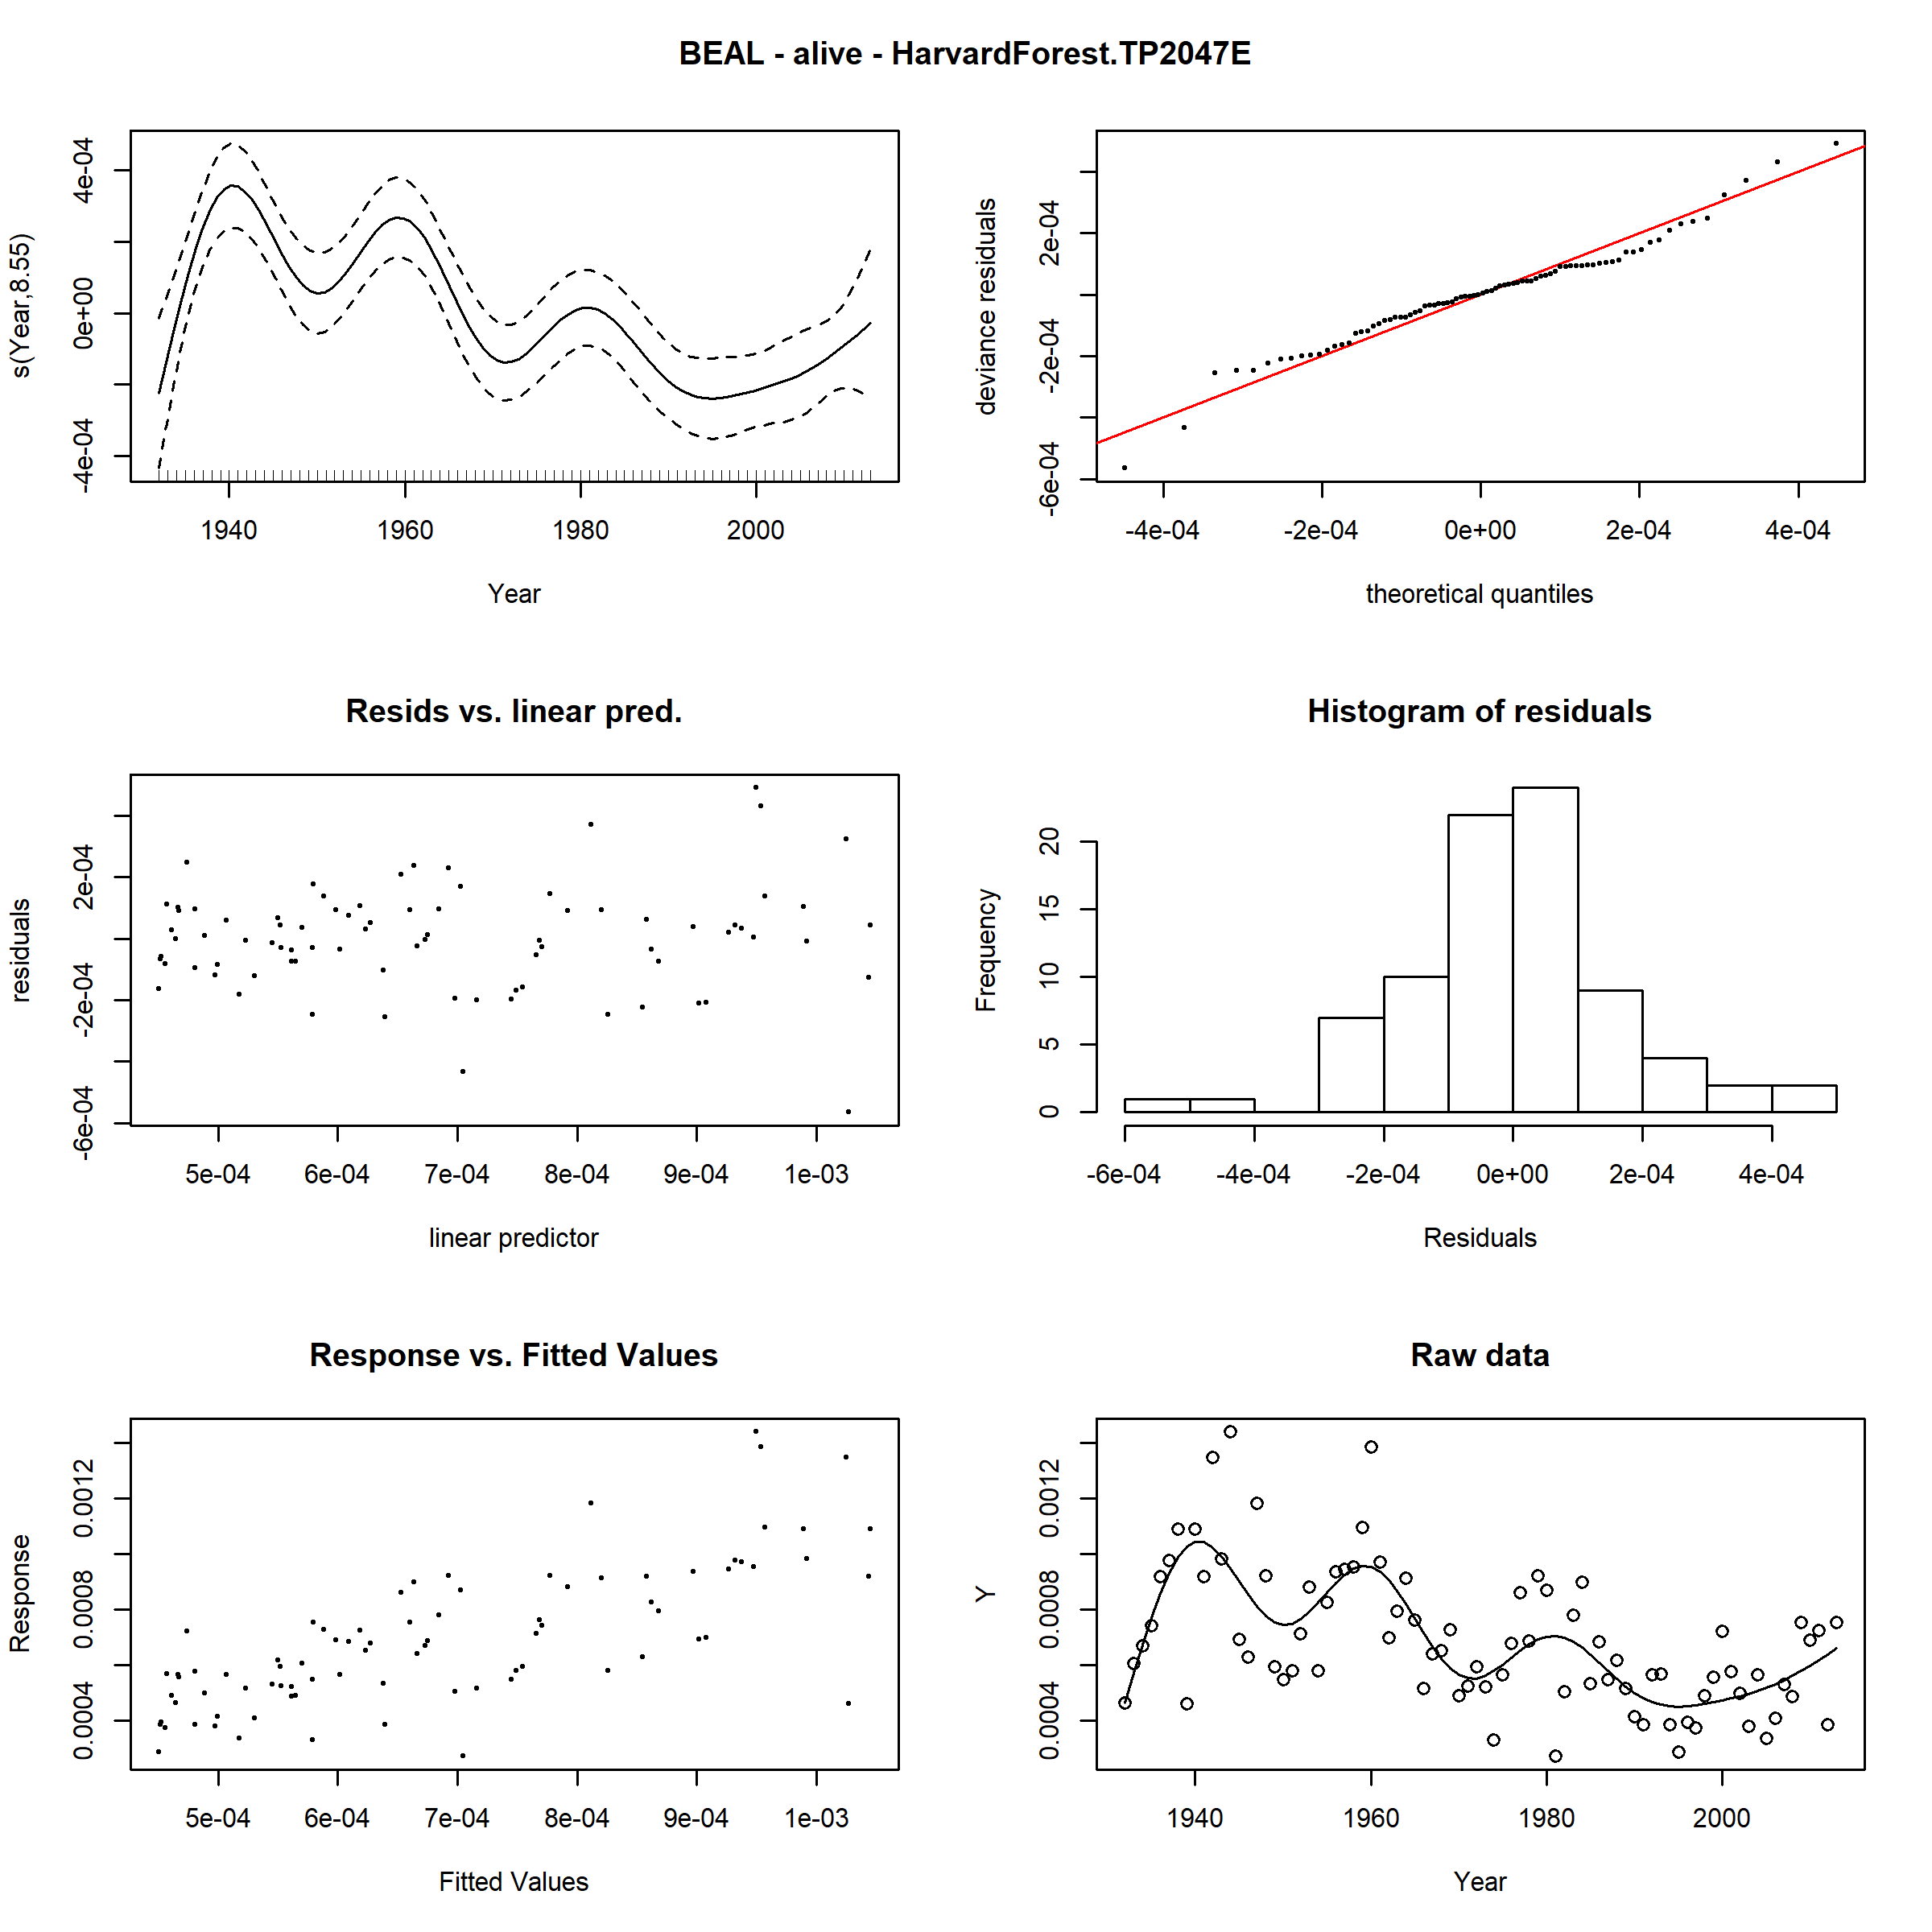 BEAL - alive - HarvardForest.TP2047E
s(Year,8.55)
4e-04
0e+00
-4e-04
1940 1960 1980 2000
Year
deviance residuals
2e-04
-2e-04
-6e-04
-4e-04 -2e-04 0e+00 2e-04 4e-04
theoretical quantiles
Resids vs. linear pred.
residuals
2e-04
-2e-04
-6e-04
5e-04 6e-04 7e-04 8e-04 9e-04 1e-03
linear predictor
Histogram of residuals
Frequency
20
15
10
5
0
-6e-04 -4e-04 -2e-04 0e+00 2e-04 4e-04
Residuals
Response vs. Fitted Values
Response
0.0012
0.0008
0.0004
5e-04 6e-04 7e-04 8e-04 9e-04 1e-03
Fitted Values
Raw data
Y
0.0012
0.0008
0.0004
1940 1960 1980 2000
Year